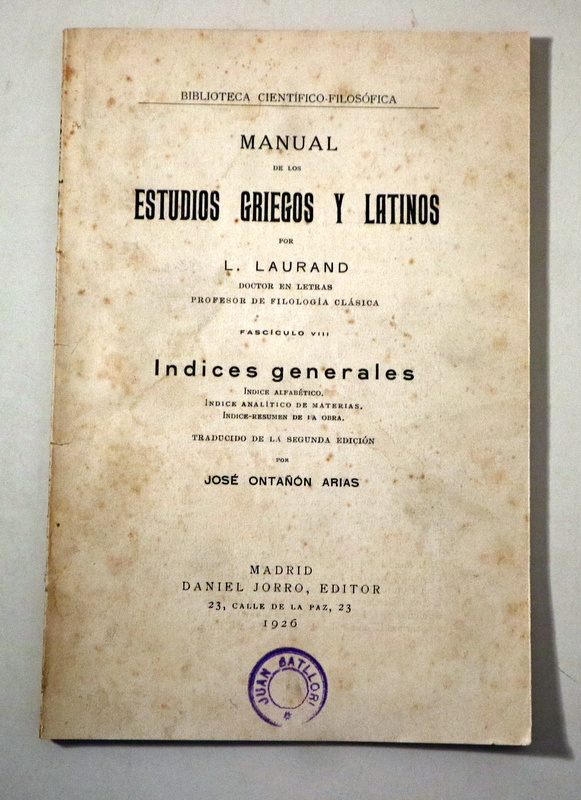 BIBLIOTECA CIENTÍFICO-FILOSÓFICA
MANUAL
DE LOS
ESTUDIOS GRIEGOS Y LATINOS
POR
L. LAURAND
DOCTOR EN LETRAS
PROFESOR DE FILOLOGÍA CLÁSICA
FASCÍCULO VIII
Indices generales
ÍNDICE ALFABÉTICO.
ÍNDICE ANALÍTICO DE MATERIAS.
ÍNDICE-RESUMEN DE LA OBRA.
TRADUCIDO DE LA SEGUNDA EDICIÓN
POR
JOSÉ ONTAÑÓN ARIAS
MADRID
DANIEL JORRO, EDITOR
23, CALLE DE LA PAZ, 23
1926
JUAN BATLLORI